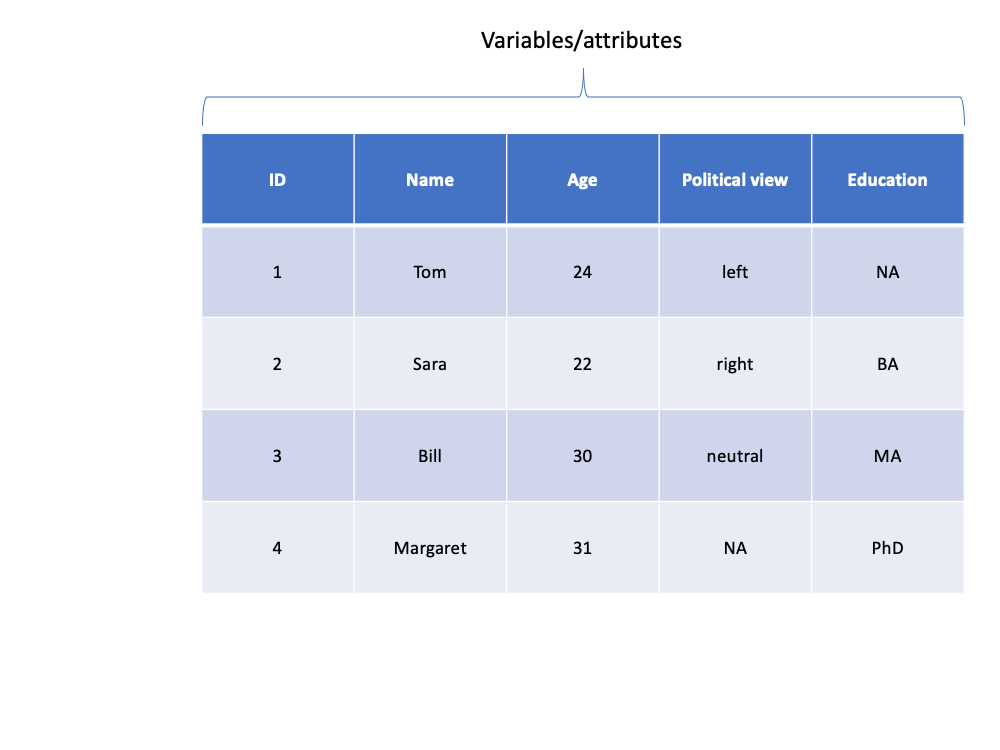 Variables/attributes
ID Name Age Political view Education
1 Tom 24 left NA
2 Sara 22 right BA
3 Bill 30 neutral MA
4 Margaret 31 NA PhD